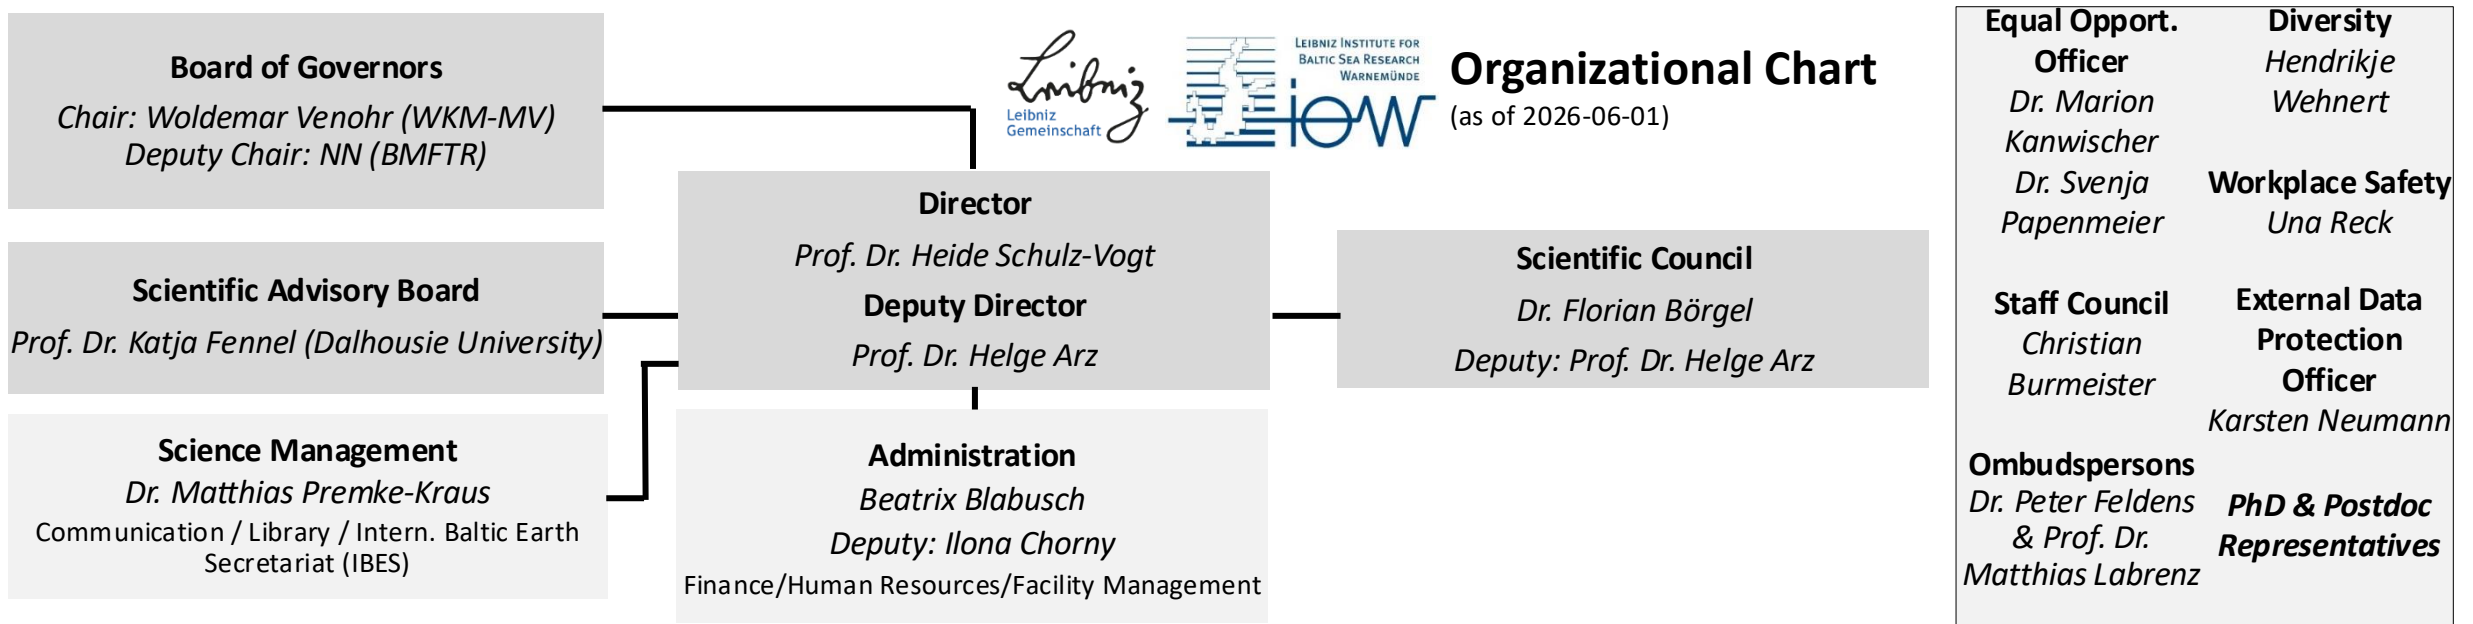 Board of Governors
Chair: Woldemar Venohr (WKM-MV)
Deputy Chair: NN (BMFTR)
Scientific Advisory Board
Prof. Dr. Katja Fennel (Dalhousie University)
Science Management
Dr. Matthias Premke-Kraus
Communication / Library / Intern. Baltic Earth
Secretariat (IBES)
Leibniz
Leibniz
Gemeinschaft
LEIBNIZ INSTITUTE FOR
BALTIC SEA RESEARCH
WARNEMÜNDE
iow
Organizational Chart
(as of 2026-06-01)
Director
Prof. Dr. Heide Schulz-Vogt
Deputy Director
Prof. Dr. Helge Arz
Administration
Beatrix Blabusch
Deputy: Ilona Chorny
Finance/Human Resources/Facility Management
Scientific Council
Dr. Florian Börgel
Deputy: Prof. Dr. Helge Arz
Equal Opport.
Officer
Dr. Marion
Kanwischer
Dr. Svenja
Papenmeier
Staff Council
Christian
Burmeister
Ombudspersons
Dr. Peter Feldens
& Prof. Dr.
Matthias Labrenz
Diversity
Hendrikje
Wehnert
Workplace Safety
Una Reck
External Data
Protection
Officer
Karsten Neumann
PhD & Postdoc
Representatives